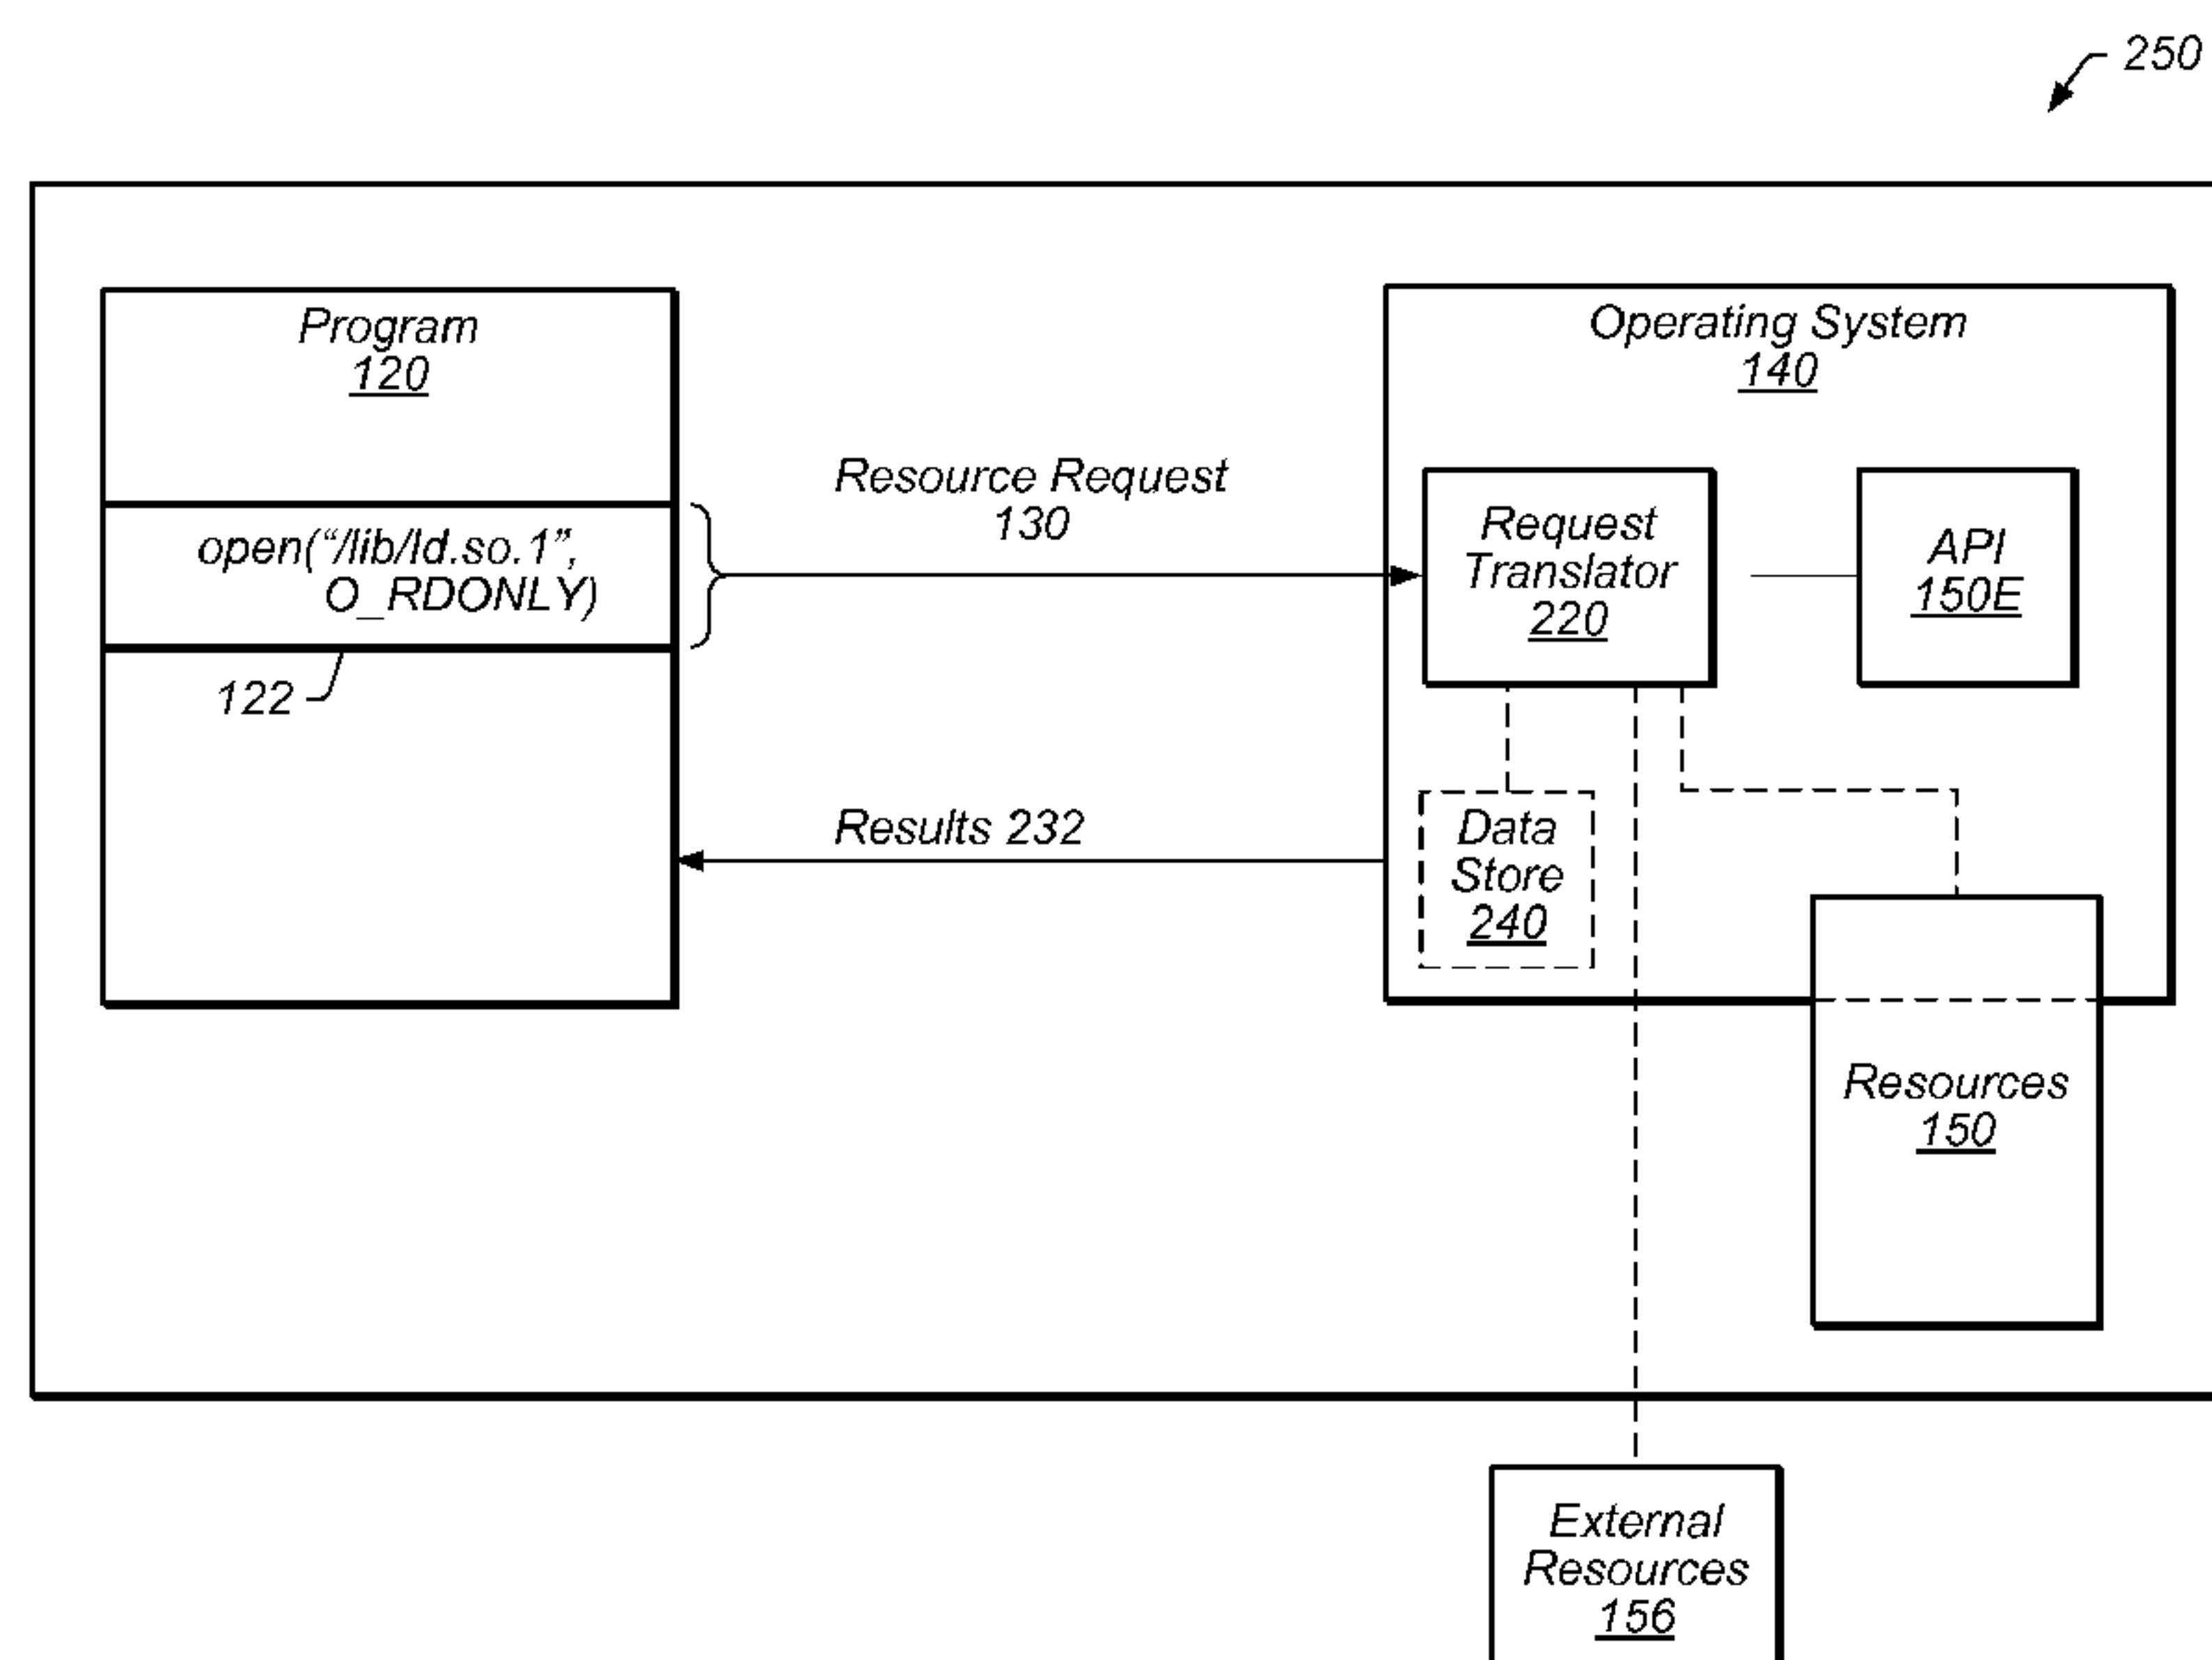 250
Program
120
open("/lib/ld.so.1",
O_RDONLY)
122
Resource Request
130
Results 232
Operating System
140
Request
Translator
220
API
150E
Data
Store
240
Resources
150
External
Resources
156